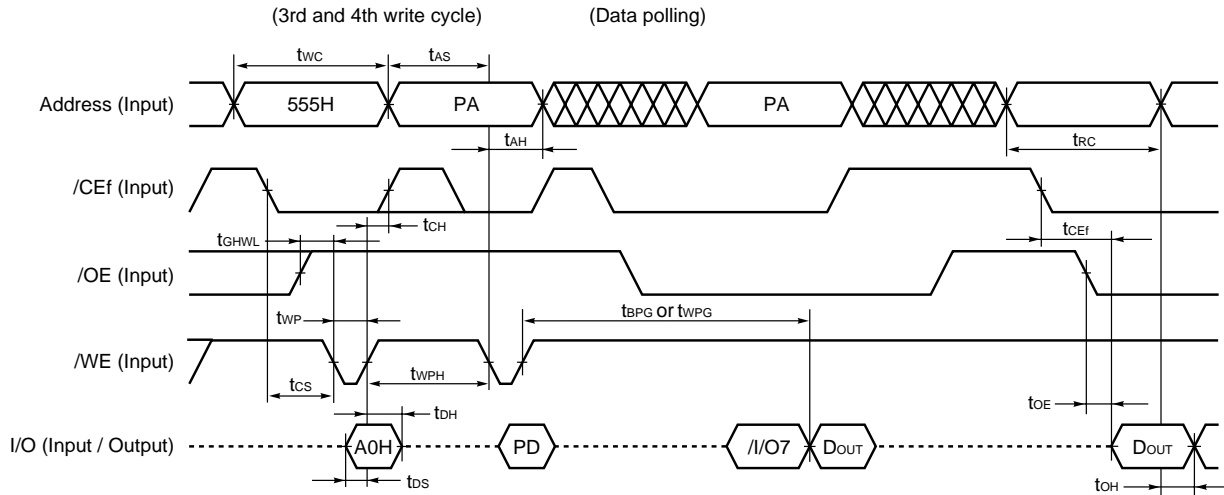 (3rd and 4th write cycle) (Data polling)
tWC tAS
Address (Input) 555H PA PA
tAH tRC
/CEf (Input)
tCH tCEf
tGHWL
/OE (Input)
tWP tBPG or tWPG
/WE (Input)
tCS tWPH
tDH tOE
I/O (Input / Output) A0H PD /I/O7 DOUT DOUT
tDS tOH